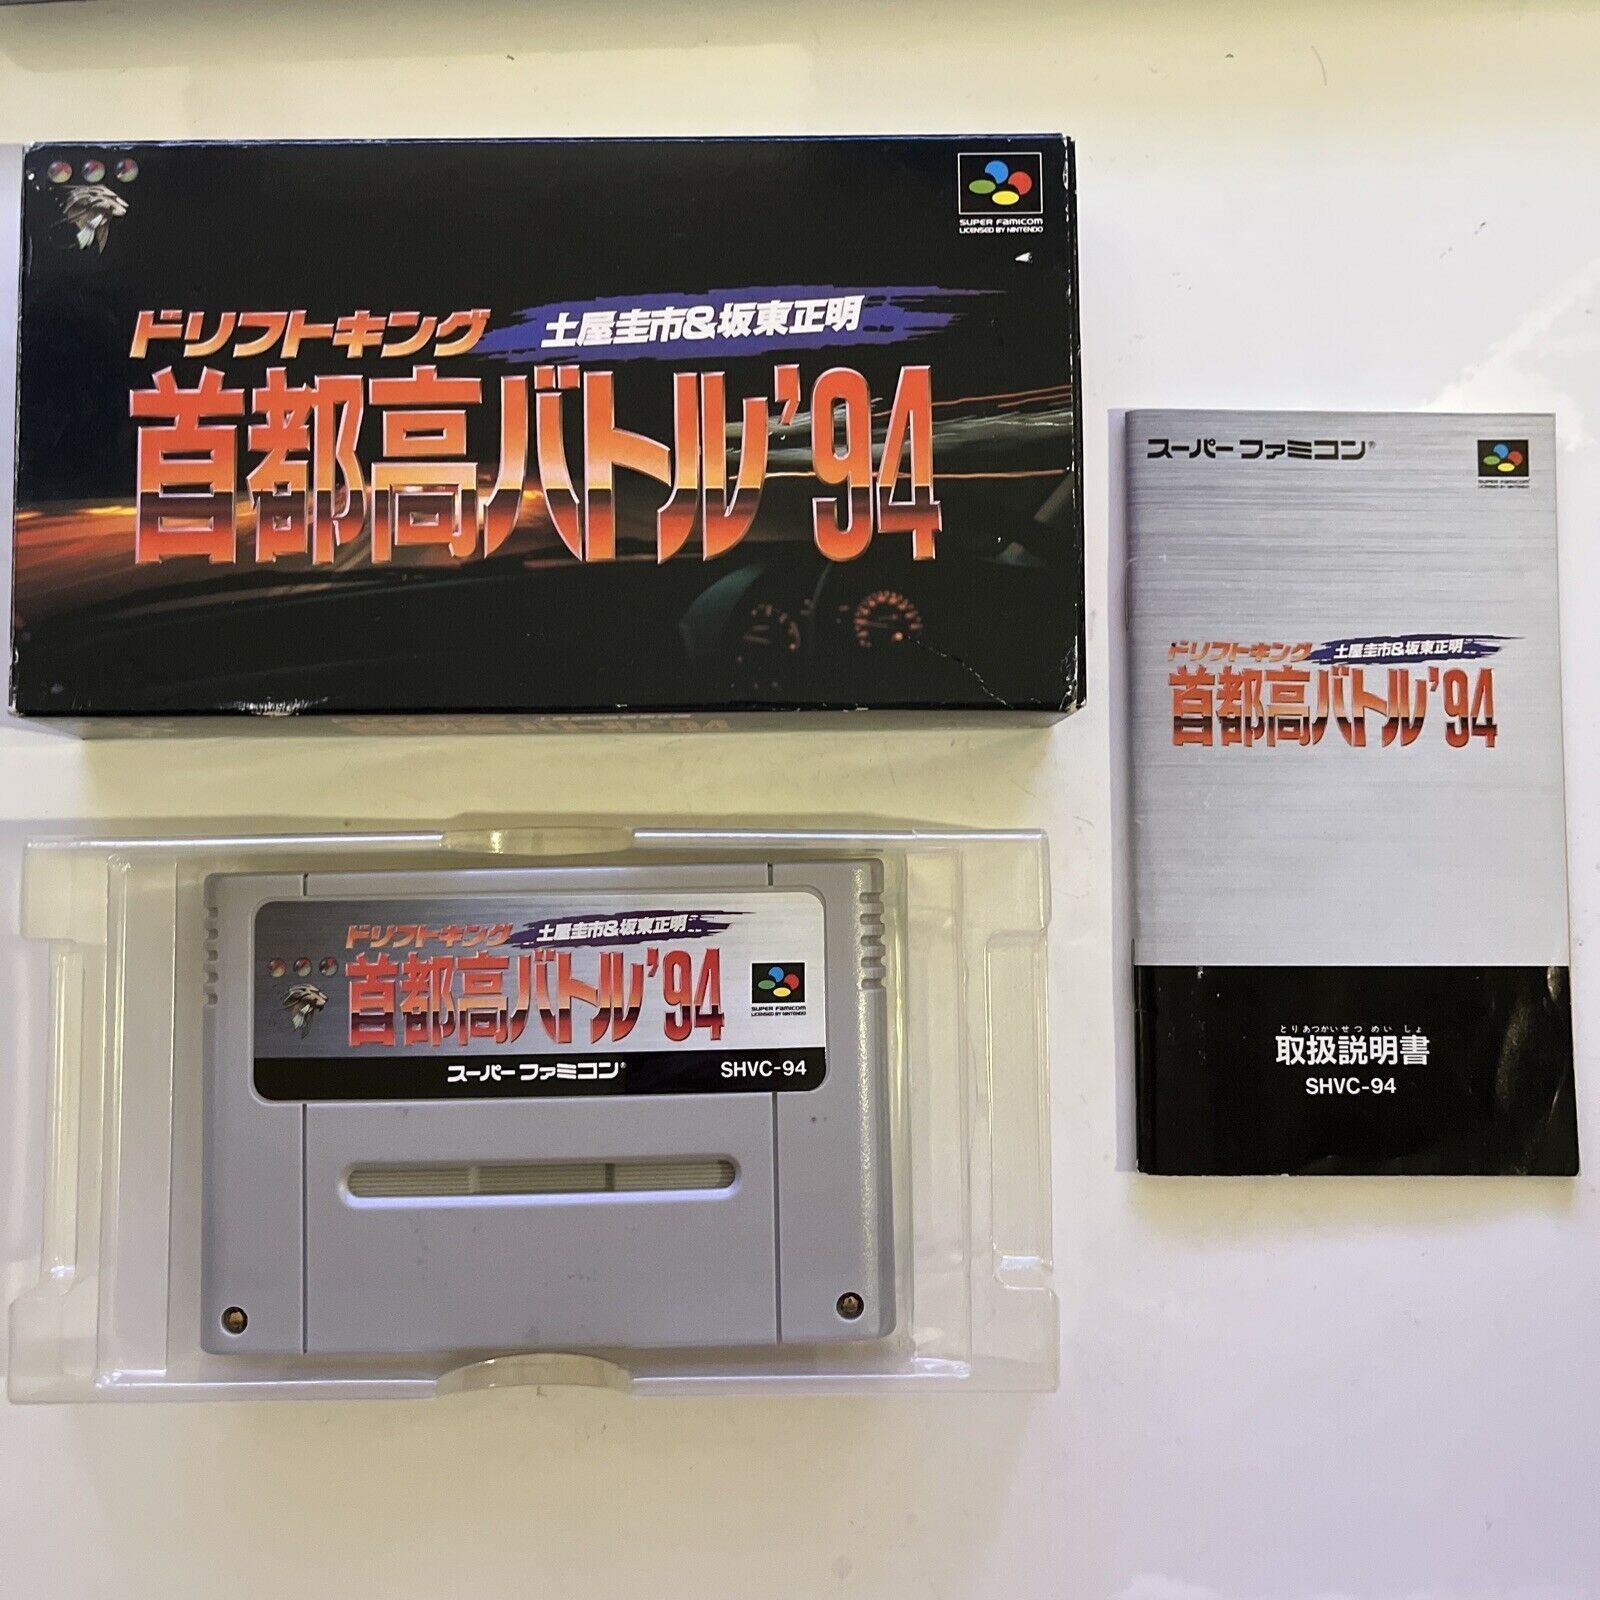 SUPER FAMICOM
LICENSED BY NINTENDO
ドリフトキング 土屋圭市&坂東正明
首都高バトル'94
スーパーファミコン®
SUPER FAMICOM
LICENSED BY NINTENDO
ドリフトキング 土屋圭市&坂東正明
首都高バトル'94
とりあつかいせつめいしょ
取扱説明書
SHVC-94
ドリフトキング 土屋圭市&坂東正明
首都高バトル'94
SUPER FAMICOM
LICENSED BY NINTENDO
スーパーファミコン®
SHVC-94